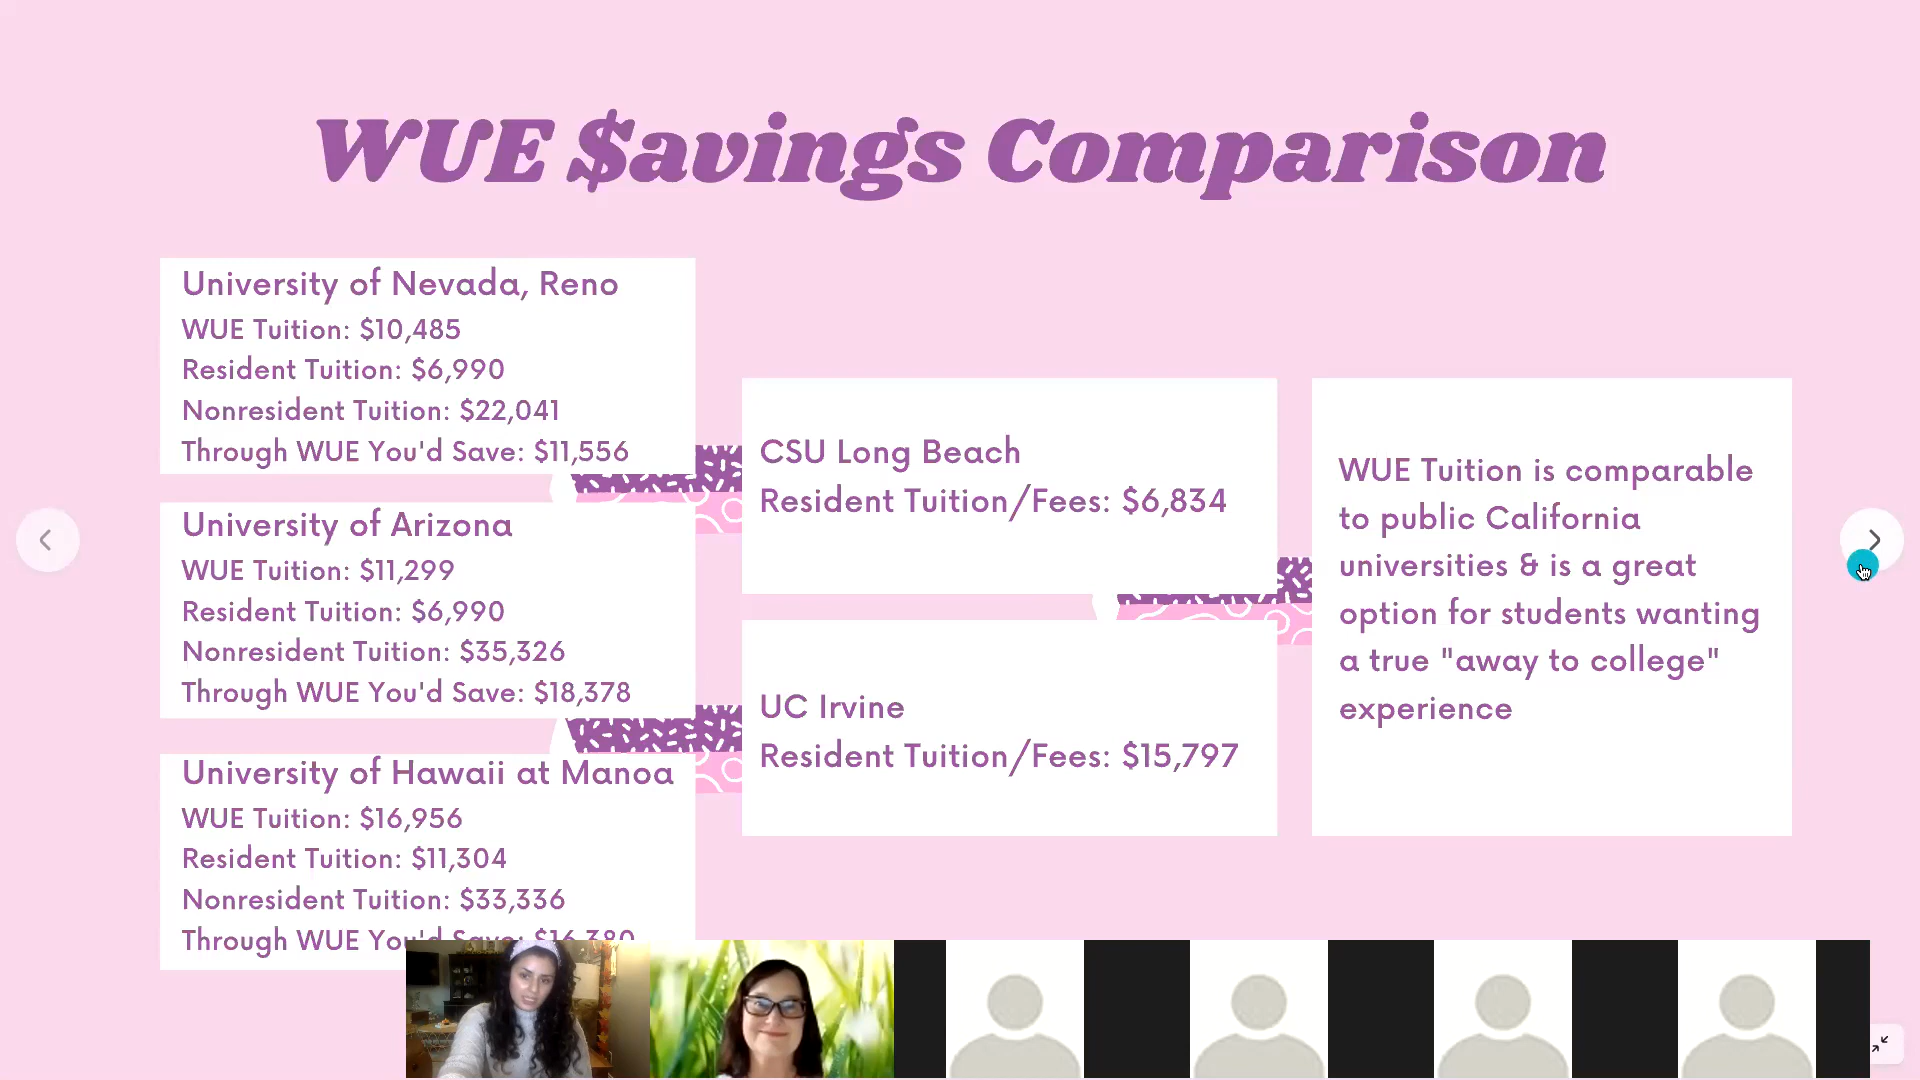 WUE $avings Comparison
University of Nevada, Reno
WUE Tuition: $10,485
Resident Tuition: $6,990
Nonresident Tuition: $22,041
Through WUE You'd Save: $11,556
University of Arizona
WUE Tuition: $11,299
Resident Tuition: $6,990
Nonresident Tuition: $35,326
Through WUE You'd Save: $18,378
University of Hawaii at Manoa
WUE Tuition: $16,956
Resident Tuition: $11,304
Nonresident Tuition: $33,336
Through WUE You'd Save: $16,380
CSU Long Beach
Resident Tuition/Fees: $6,834
UC Irvine
Resident Tuition/Fees: $15,797
WUE Tuition is comparable
to public California
universities & is a great
option for students wanting
a true "away to college"
experience